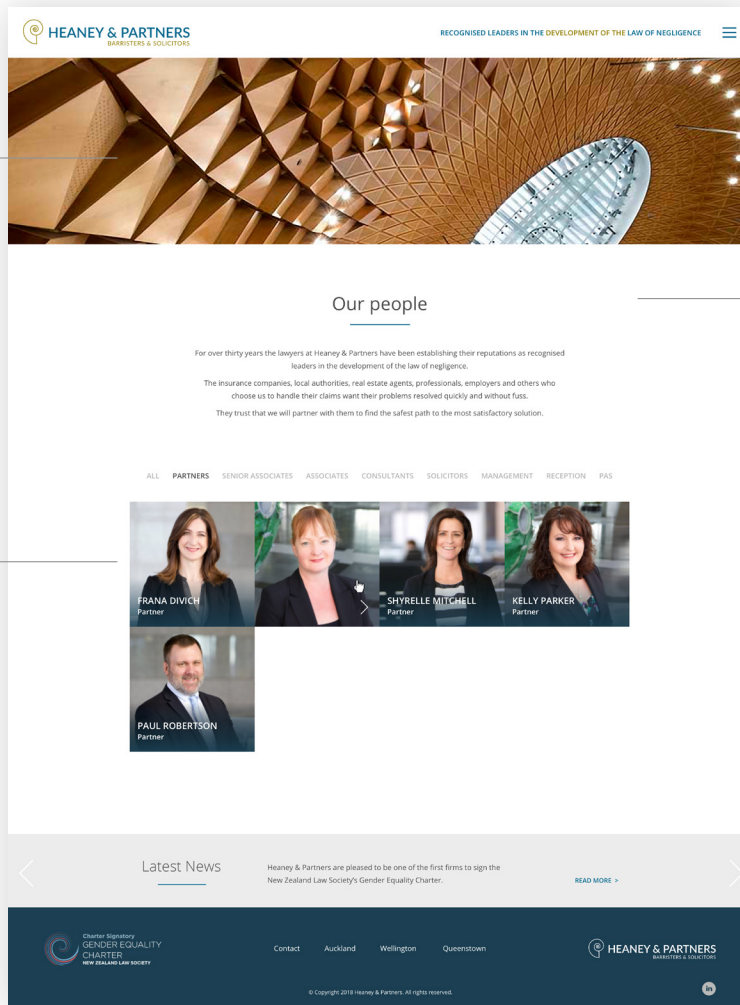 HEANEY & PARTNERS
BARRISTERS & SOLICITORS
RECOGNISED LEADERS IN THE DEVELOPMENT OF THE LAW OF NEGLIGENCE
Our people
For over thirty years the lawyers at Heaney & Partners have been establishing their reputations as recognised
leaders in the development of the law of negligence.
The insurance companies, local authorities, real estate agents, professionals, employers and others who
choose us to handle their claims want their problems resolved quickly and without fuss.
They trust that we will partner with them to find the safest path to the most satisfactory solution.
ALL PARTNERS SENIOR ASSOCIATES ASSOCIATES CONSULTANTS SOLICITORS MANAGEMENT RECEPTION PAS
FRANA DIVICH
Partner
SHYRELLE MITCHELL
Partner
KELLY PARKER
Partner
PAUL ROBERTSON
Partner
Latest News
Heaney & Partners are pleased to be one of the first firms to sign the
New Zealand Law Society's Gender Equality Charter.
READ MORE >
Charter Signatory
GENDER EQUALITY
CHARTER
NEW ZEALAND LAW SOCIETY
Contact Auckland Wellington Queenstown
HEANEY & PARTNERS
BARRISTERS & SOLICITORS
© Copyright 2018 Heaney & Partners. All rights reserved.
in